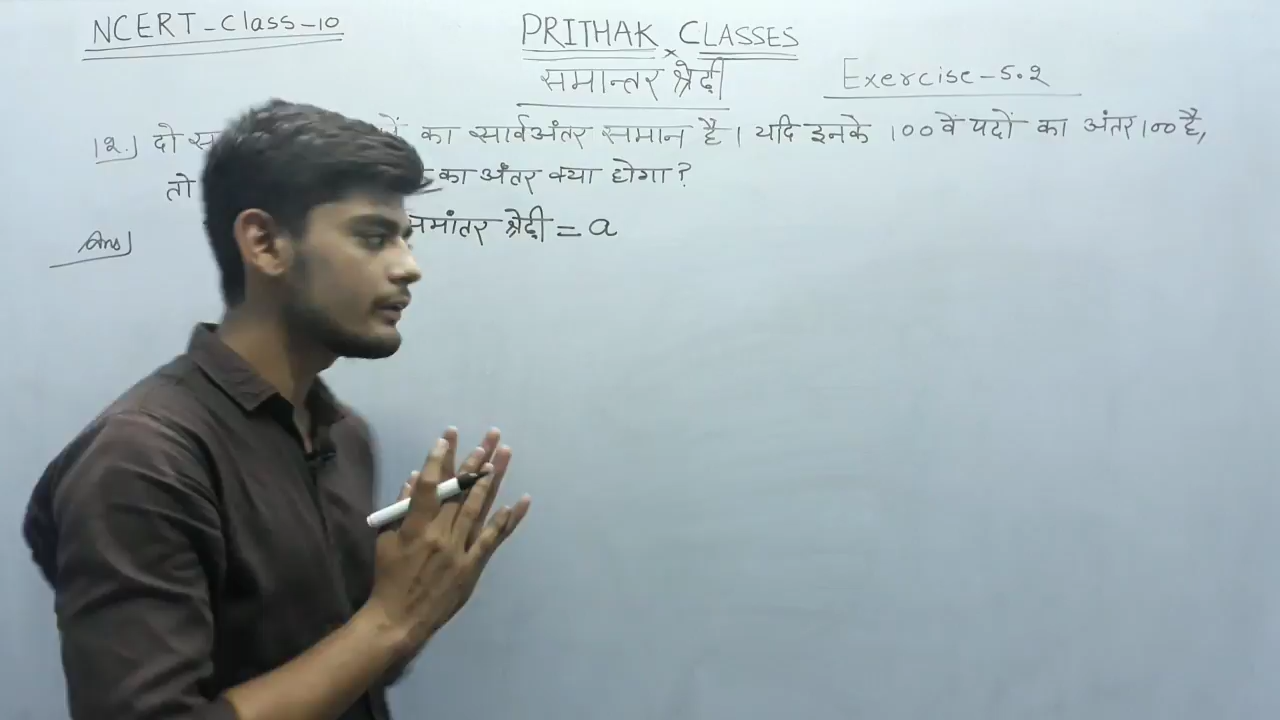 NCERT-Class-10
PRITHAK CLASSES
×
समान्तर श्रेढ़ी
Exercise-5.2
12.) दो का सार्वअंतर समान है। यदि इनके 100वें पदों का अंतर 100 है,
तो का अंतर क्या होगा?
Ans) समांतर श्रेढ़ी = a